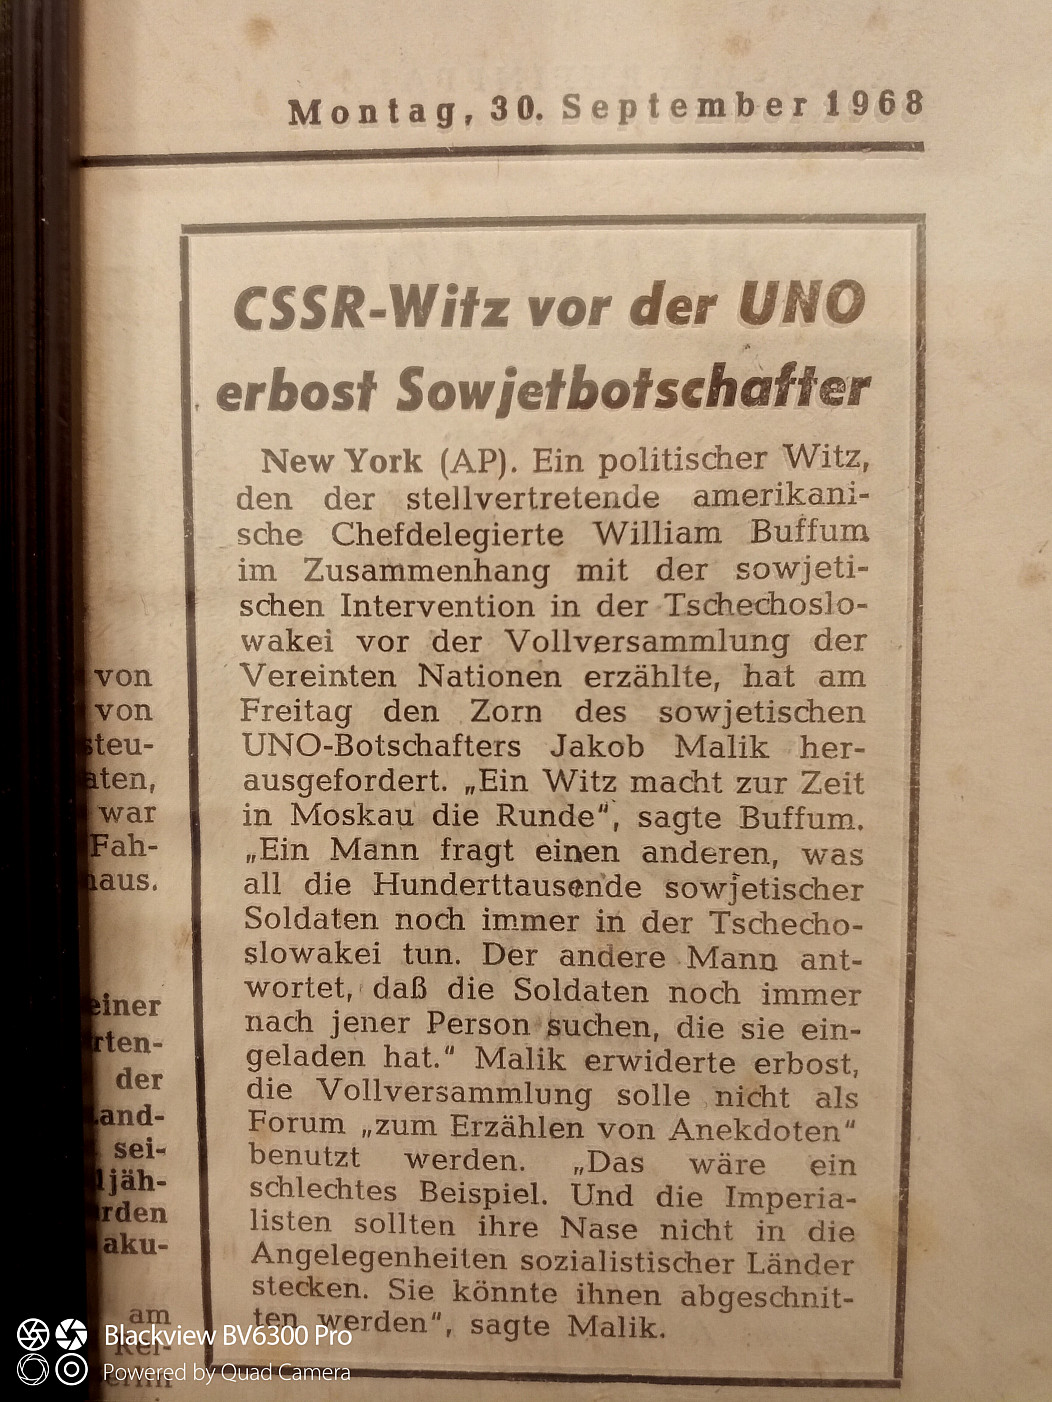 Montag, 30. September 1968
CSSR-Witz vor der UNO
erbost Sowjetbotschafter
New York (AP). Ein politischer Witz,
den der stellvertretende amerikani-
sche Chefdelegierte William Buffum
im Zusammenhang mit der sowjeti-
schen Intervention in der Tschechoslo-
wakei vor der Vollversammlung der
Vereinten Nationen erzählte, hat am
Freitag den Zorn des sowjetischen
UNO-Botschafters Jakob Malik her-
ausgefordert. „Ein Witz macht zur Zeit
in Moskau die Runde“, sagte Buffum.
„Ein Mann fragt einen anderen, was
all die Hunderttausende sowjetischer
Soldaten noch immer in der Tschecho-
slowakei tun. Der andere Mann ant-
wortet, daß die Soldaten noch immer
nach jener Person suchen, die sie ein-
geladen hat.“ Malik erwiderte erbost,
die Vollversammlung solle nicht als
Forum „zum Erzählen von Anekdoten“
benutzt werden. „Das wäre ein
schlechtes Beispiel. Und die Imperia-
listen sollten ihre Nase nicht in die
Angelegenheiten sozialistischer Länder
stecken. Sie könnte ihnen abgeschnit-
ten werden“, sagte Malik.
von
von
steu-
aten,
war
Fah-
haus.
einer
rten-
der
and-
sei-
ljäh-
rden
aku-
am
Blackview BV6300 Pro
Powered by Quad Camera